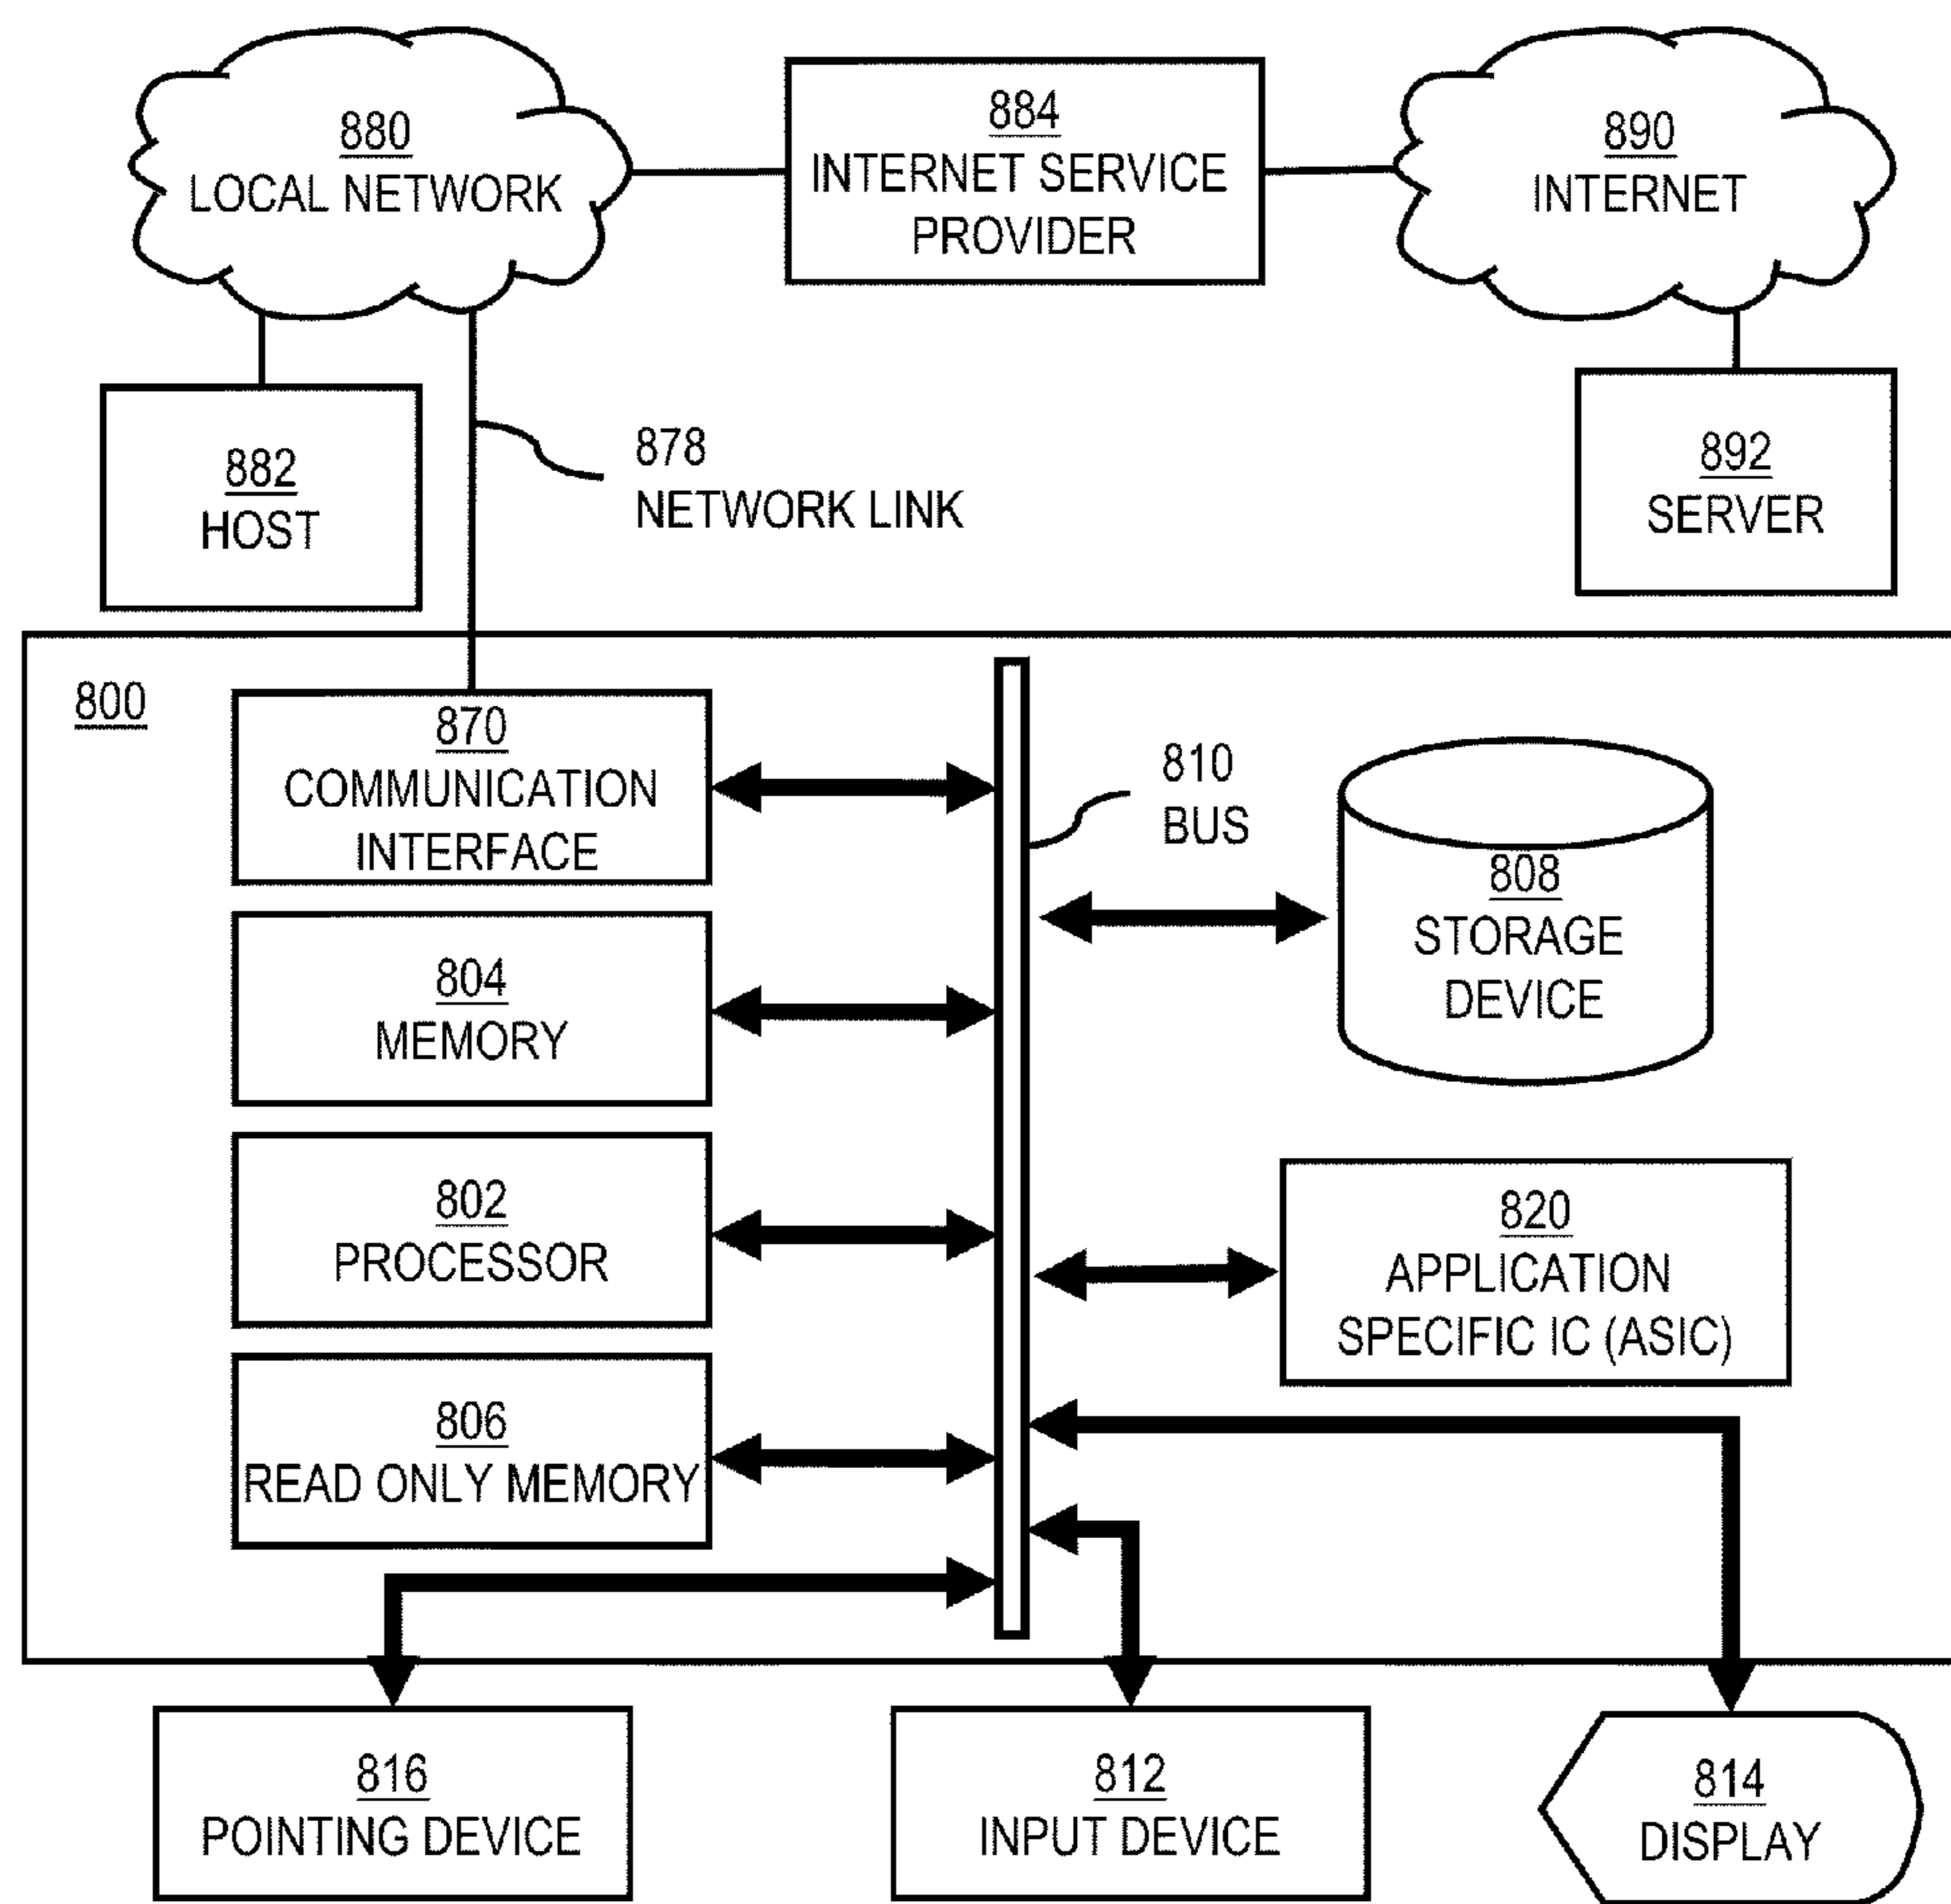 880
LOCAL NETWORK
884
INTERNET SERVICE
PROVIDER
890
INTERNET
882
HOST
878
NETWORK LINK
892
SERVER
800
870
COMMUNICATION
INTERFACE
810
BUS
808
STORAGE
DEVICE
804
MEMORY
802
PROCESSOR
820
APPLICATION
SPECIFIC IC (ASIC)
806
READ ONLY MEMORY
816
POINTING DEVICE
812
INPUT DEVICE
814
DISPLAY